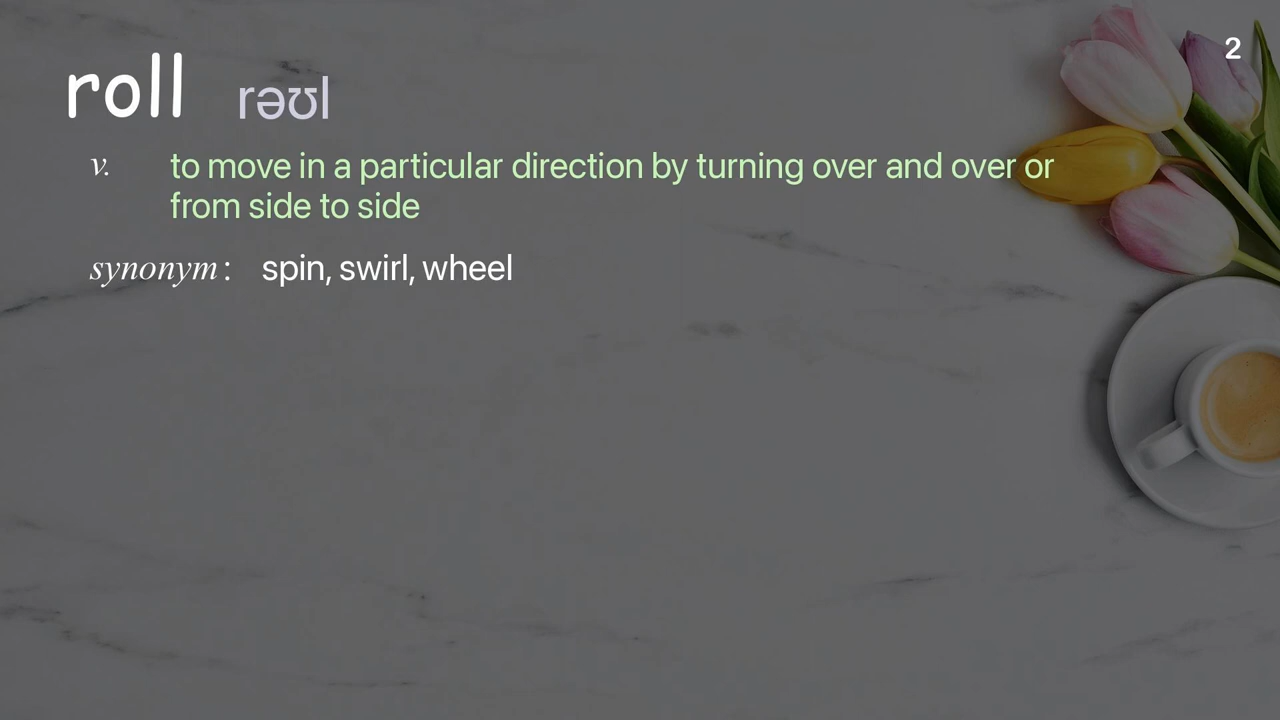 2
roll rəʊl
v. to move in a particular direction by turning over and over or
from side to side
synonym: spin, swirl, wheel